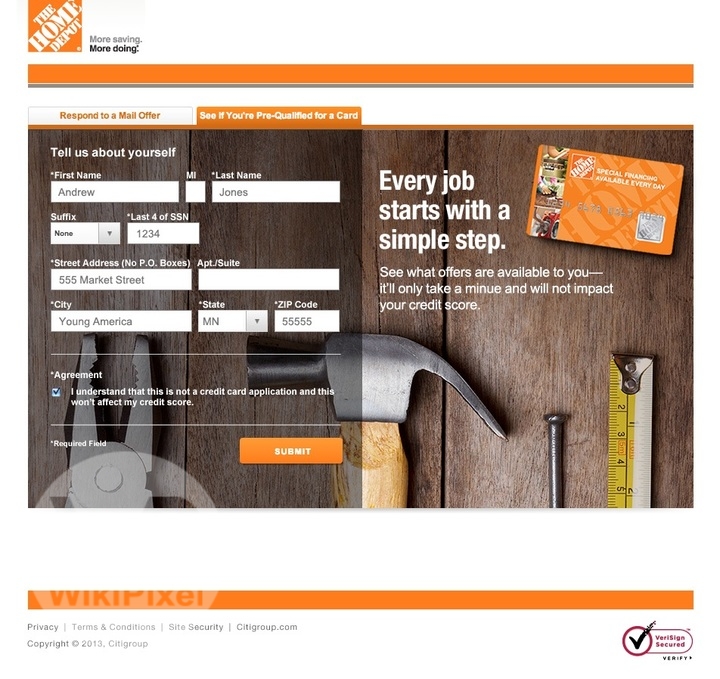 THE
HOME
DEPOT
More saving.
More doing.
Respond to a Mail Offer
See if You're Pre-Qualified for a Card
Tell us about yourself
*First Name MI *Last Name
Andrew Jones
Suffix *Last 4 of SSN
None 1234
*Street Address (No P.O. Boxes) Apt./Suite
555 Market Street
*City *State *ZIP Code
Young America MN 55555
*Agreement
I understand that this is not a credit card application and this
won't affect my credit score.
*Required Field
SUBMIT
Every job
starts with a
simple step.
See what offers are available to you—
it'll only take a minue and will not impact
your credit score.
THE
HOME
DEPOT
SPECIAL FINANCING
AVAILABLE EVERY DAY
WikiPixel
Privacy | Terms & Conditions | Site Security | Citigroup.com
Copyright © 2013, Citigroup
VeriSign
Secured
VERIFY